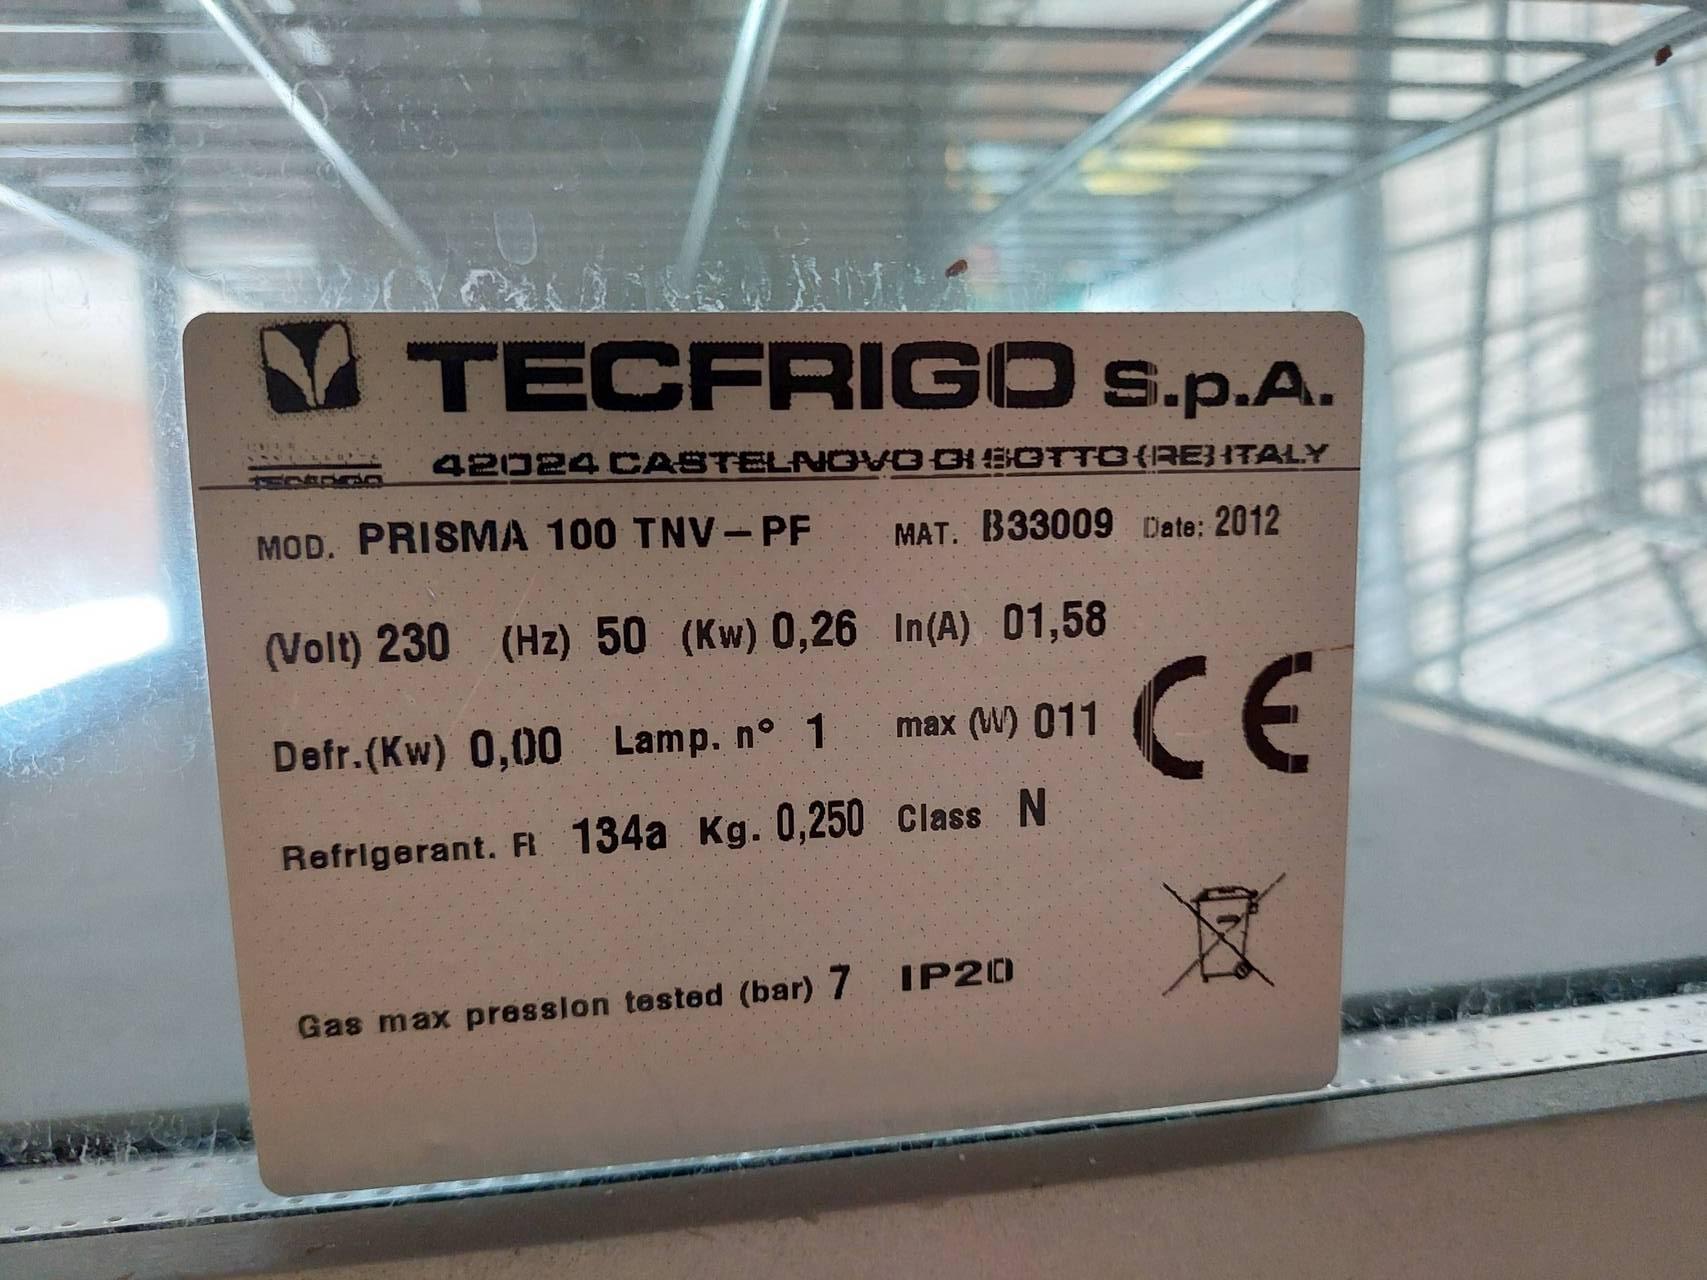 TECFRIGO S.p.A.
TECFRIGO 42024 CASTELNOVO DI SOTTO (RE) ITALY
MOD. PRISMA 100 TNV-PF MAT. B33009 Date: 2012
(Volt) 230 (Hz) 50 (Kw) 0,26 In(A) 01,58
Defr.(Kw) 0,00 Lamp. n° 1 max (W) 011
CE
Refrigerant. R 134a Kg. 0,250 Class N
Gas max pression tested (bar) 7 IP20